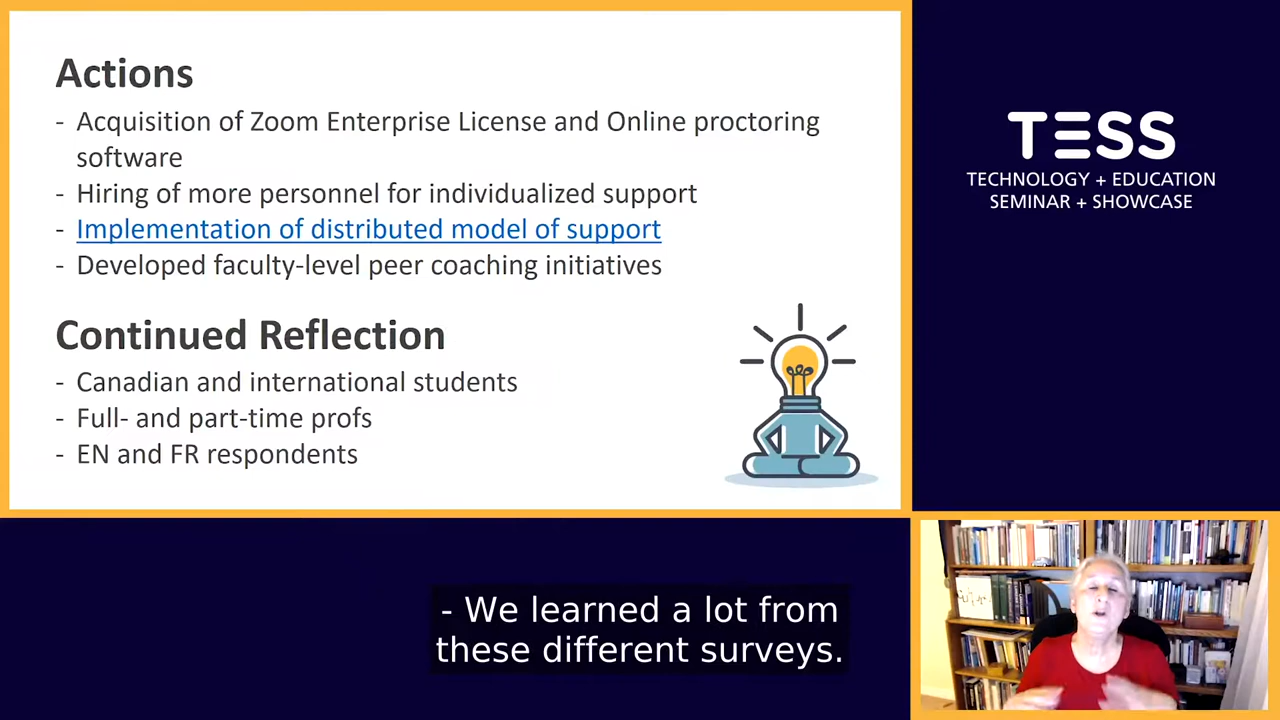 Actions
- Acquisition of Zoom Enterprise License and Online proctoring
software
- Hiring of more personnel for individualized support
- Implementation of distributed model of support
- Developed faculty-level peer coaching initiatives
Continued Reflection
- Canadian and international students
- Full- and part-time profs
- EN and FR respondents
TESS
TECHNOLOGY + EDUCATION
SEMINAR + SHOWCASE
- We learned a lot from
these different surveys.